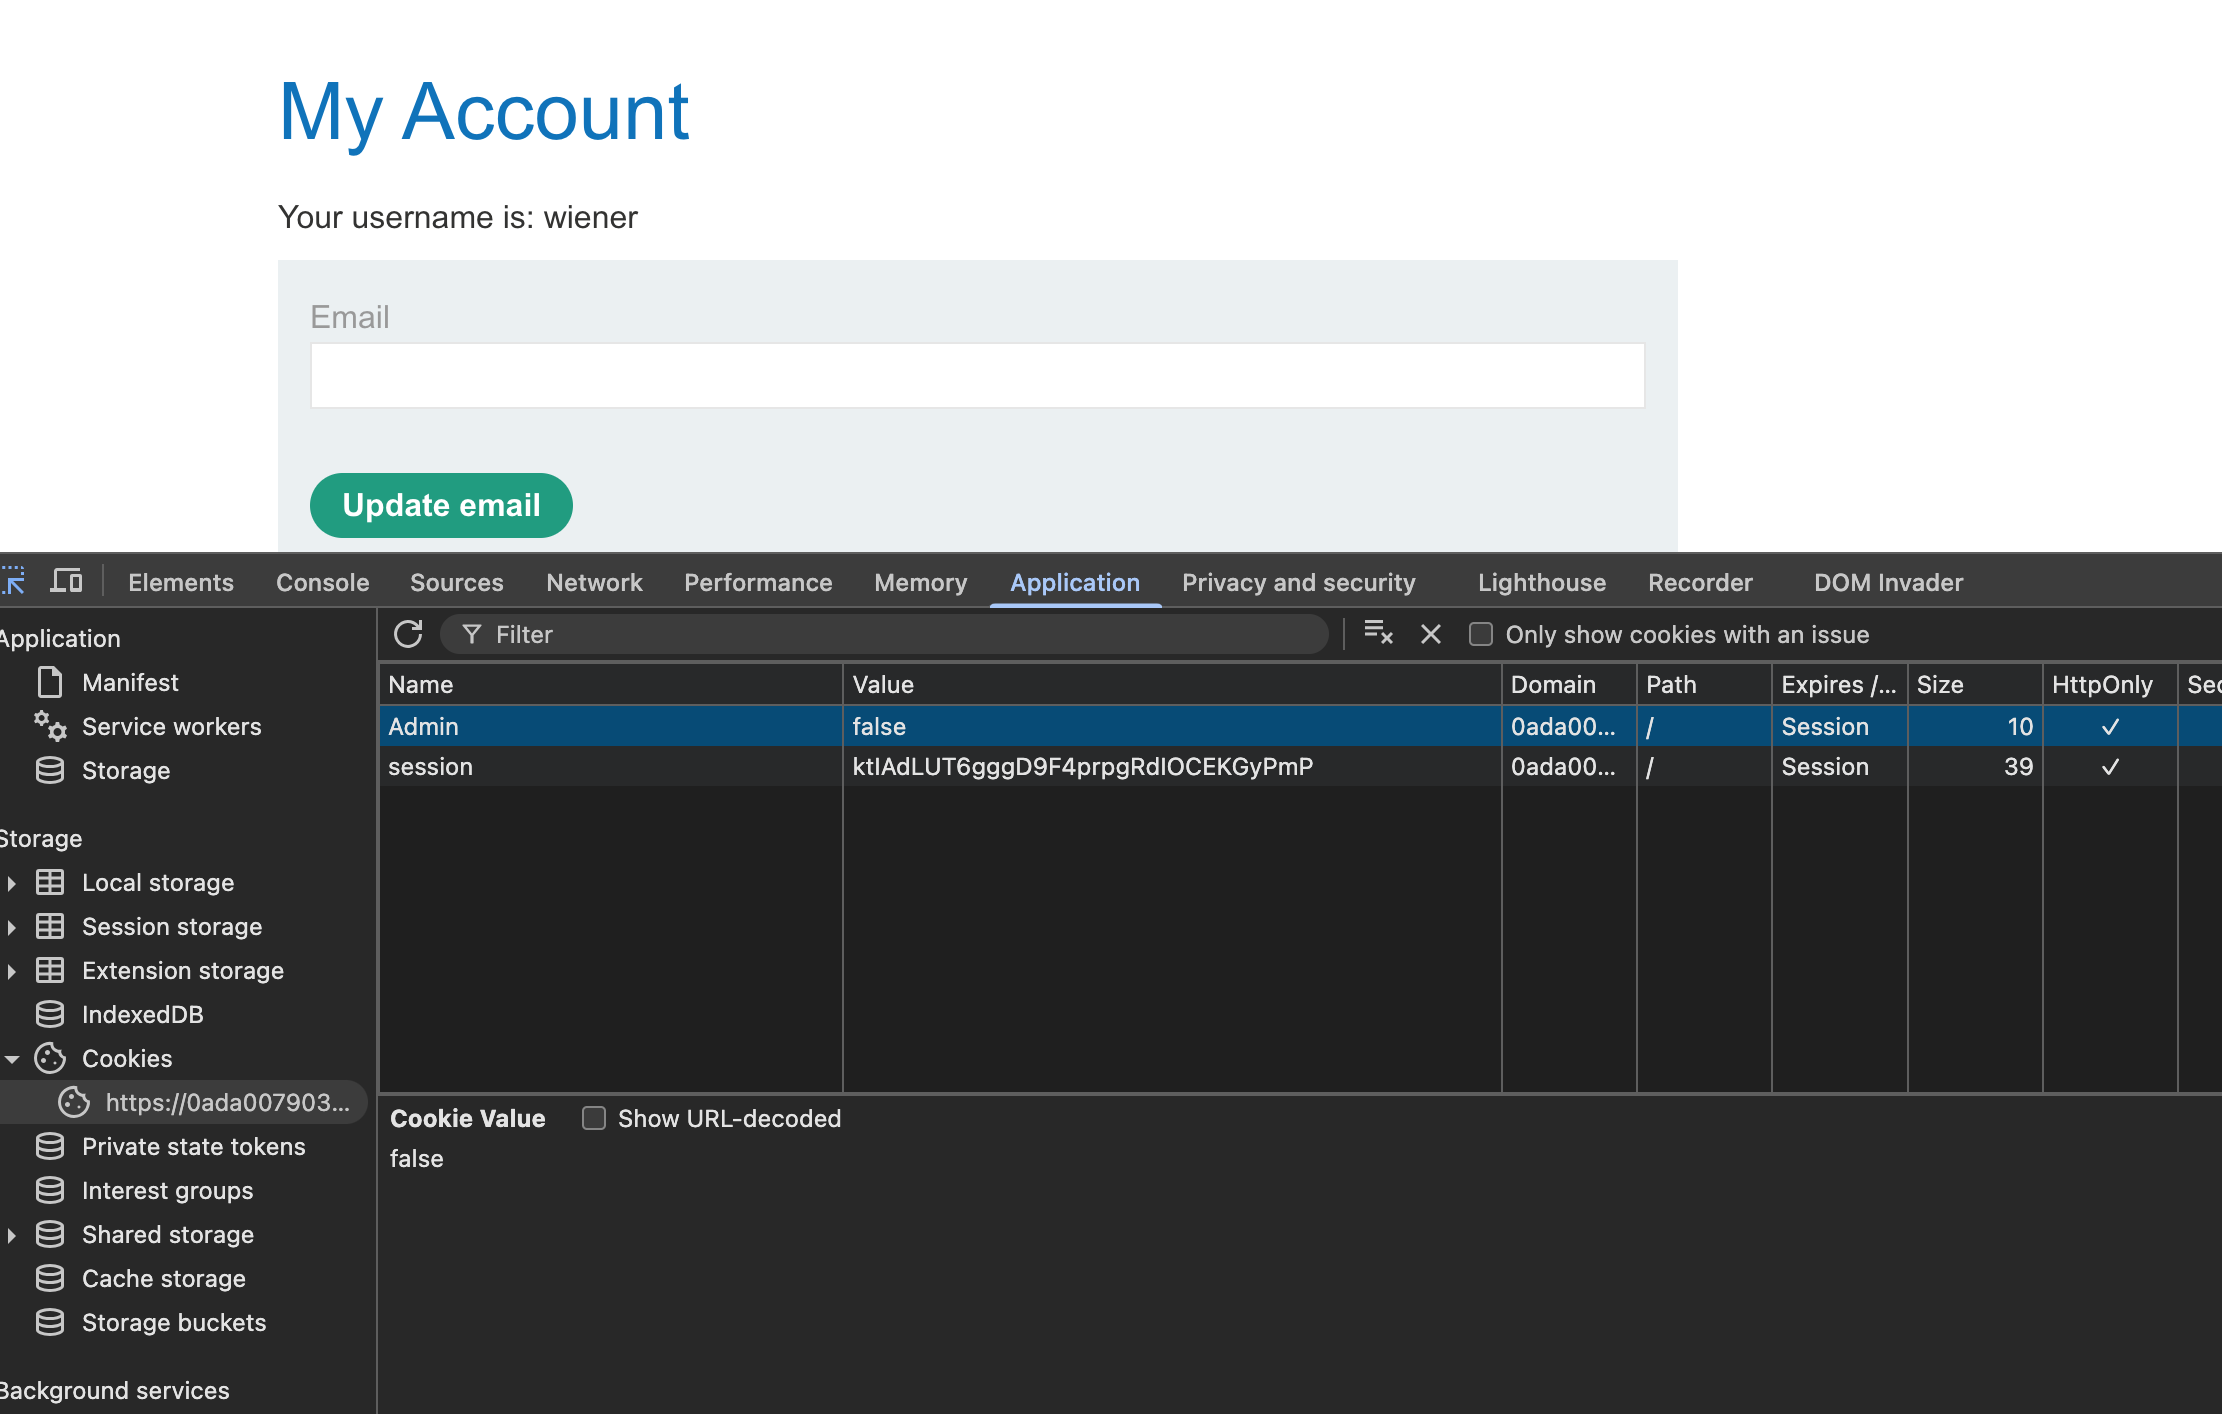 My Account
Your username is: wiener
Email
Update email
Elements Console Sources Network Performance Memory Application Privacy and security Lighthouse Recorder DOM Invader
Application
Manifest
Service workers
Storage
Storage
Local storage
Session storage
Extension storage
IndexedDB
Cookies
https://0ada007903...
Private state tokens
Interest groups
Shared storage
Cache storage
Storage buckets
Background services
Filter Only show cookies with an issue
Name Value Domain Path Expires /... Size HttpOnly Sec
Admin false 0ada00... / Session 10 ✓
session ktIAdLUT6gggD9F4prpgRdIOCEKGyPmP 0ada00... / Session 39 ✓
Cookie Value Show URL-decoded
false